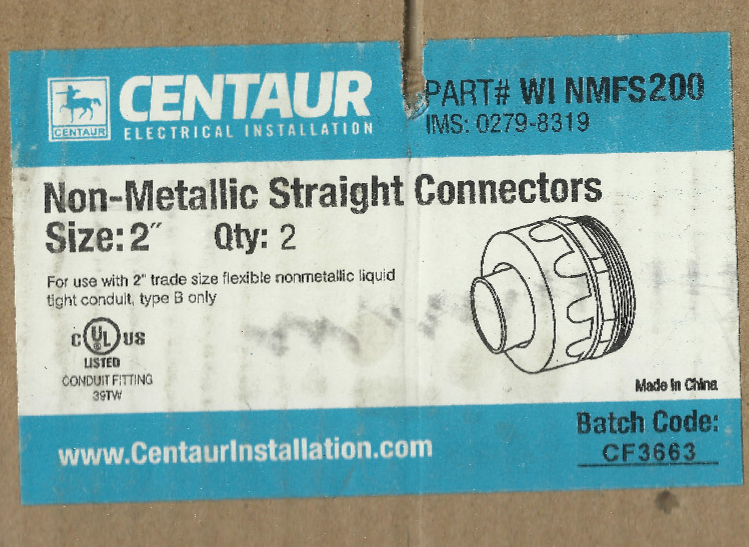 CENTAUR
CENTAUR
ELECTRICAL INSTALLATION
PART# WI NMFS200
IMS: 0279-8319
Non-Metallic Straight Connectors
Size: 2" Qty: 2
For use with 2" trade size flexible nonmetallic liquid
tight conduit, type B only
C UL US
®
LISTED
CONDUIT FITTING
39TW
Made In China
www.CentaurInstallation.com
Batch Code:
CF3663